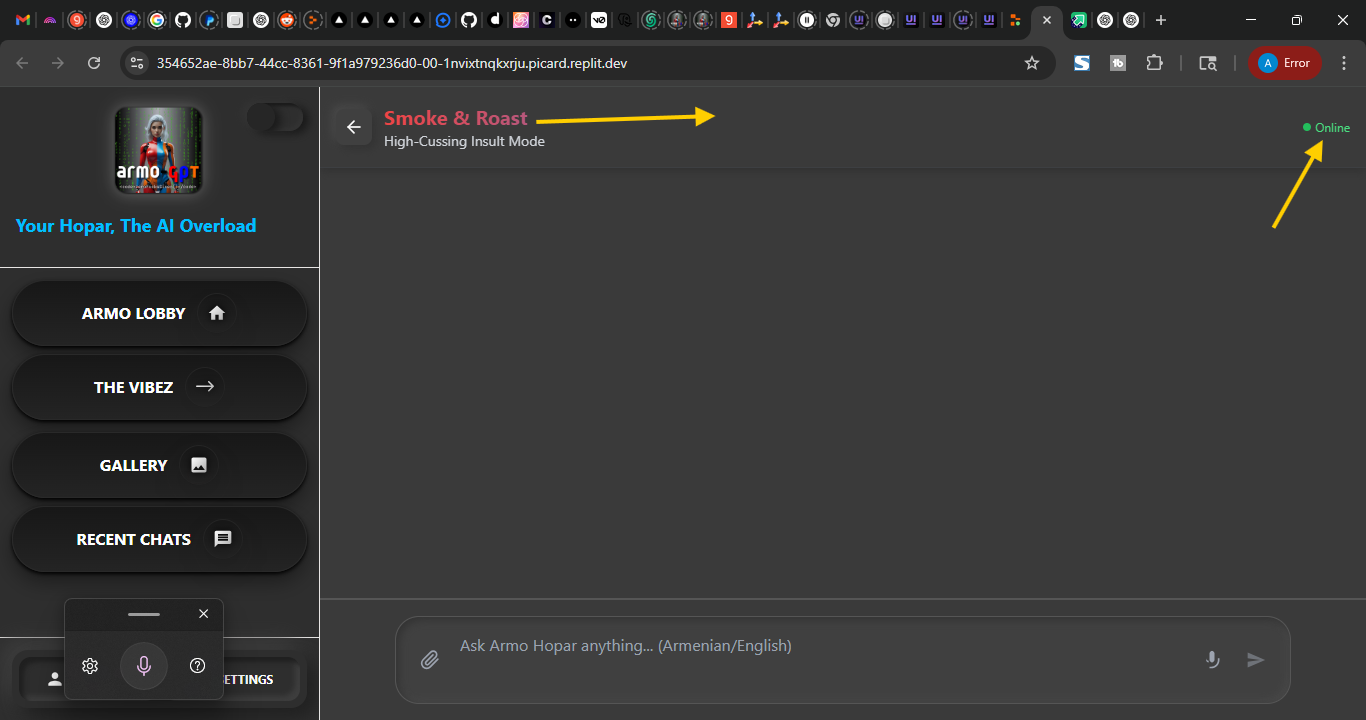 354652ae-8bb7-44cc-8361-9f1a979236d0-00-1nvixtnqkxrju.picard.replit.dev
A Error
armo GPT
Your Hopar, The AI Overload
Smoke & Roast
High-Cussing Insult Mode
Online
ARMO LOBBY
THE VIBEZ
GALLERY
RECENT CHATS
ETTINGS
Ask Armo Hopar anything... (Armenian/English)